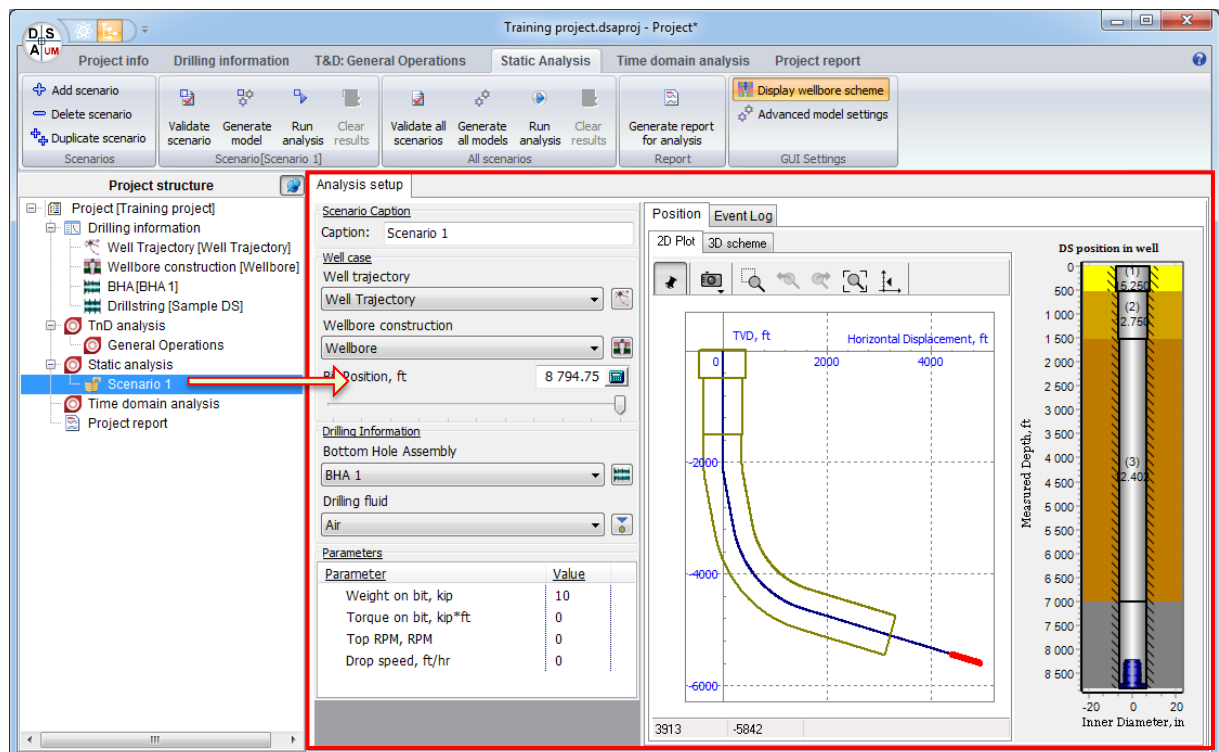 Training project.dsaproj - Project*
D S
A UM
Project info Drilling information T&D: General Operations Static Analysis Time domain analysis Project report
Add scenario
Delete scenario
Duplicate scenario
Scenarios
Validate scenario
Generate model
Run analysis
Clear results
Scenario[Scenario 1]
Validate all scenarios
Generate all models
Run analysis
Clear results
All scenarios
Generate report for analysis
Report
Display wellbore scheme
Advanced model settings
GUI Settings
Project structure
Project [Training project]
Drilling information
Well Trajectory [Well Trajectory]
Wellbore construction [Wellbore]
BHA [BHA 1]
Drillstring [Sample DS]
TnD analysis
General Operations
Static analysis
Scenario 1
Time domain analysis
Project report
Analysis setup
Scenario Caption
Caption: Scenario 1
Well case
Well trajectory
Well Trajectory
Wellbore construction
Wellbore
Position, ft 8 794.75
Drilling Information
Bottom Hole Assembly
BHA 1
Drilling fluid
Air
Parameters
Parameter Value
Weight on bit, kip 10
Torque on bit, kip*ft 0
Top RPM, RPM 0
Drop speed, ft/hr 0
Position Event Log
2D Plot 3D scheme
TVD, ft Horizontal Displacement, ft
0 2000 4000
-2000
-4000
-6000
3913 -5842
DS position in well
Measured Depth, ft
0
500
1 000
1 500
2 000
2 500
3 000
3 500
4 000
4 500
5 000
5 500
6 000
6 500
7 000
7 500
8 000
8 500
(1)
15.250
(2)
12.750
(3)
12.402
-20 0 20
Inner Diameter, in